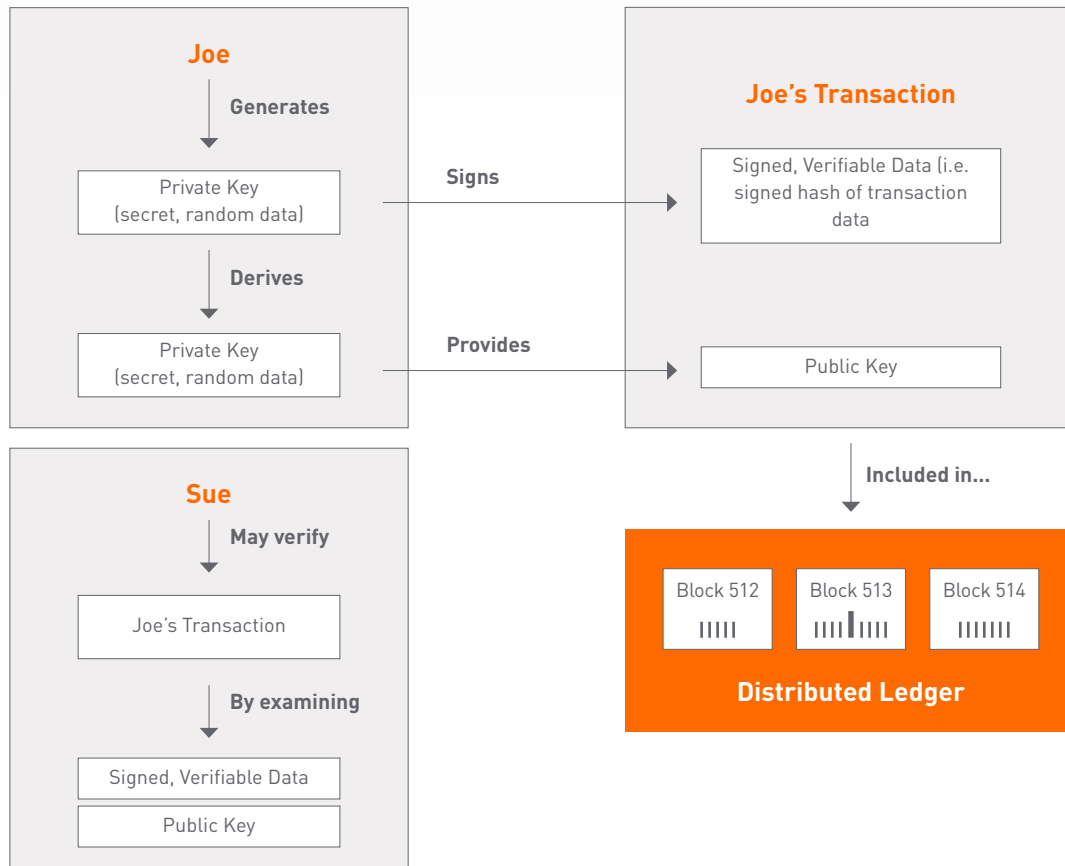 Joe
Generates
Private Key
(secret, random data)
Derives
Private Key
(secret, random data)
Signs
Provides
Joe’s Transaction
Signed, Verifiable Data (i.e.
signed hash of transaction
data
Public Key
Included in...
Block 512
Block 513
Block 514
Distributed Ledger
Sue
May verify
Joe’s Transaction
By examining
Signed, Verifiable Data
Public Key